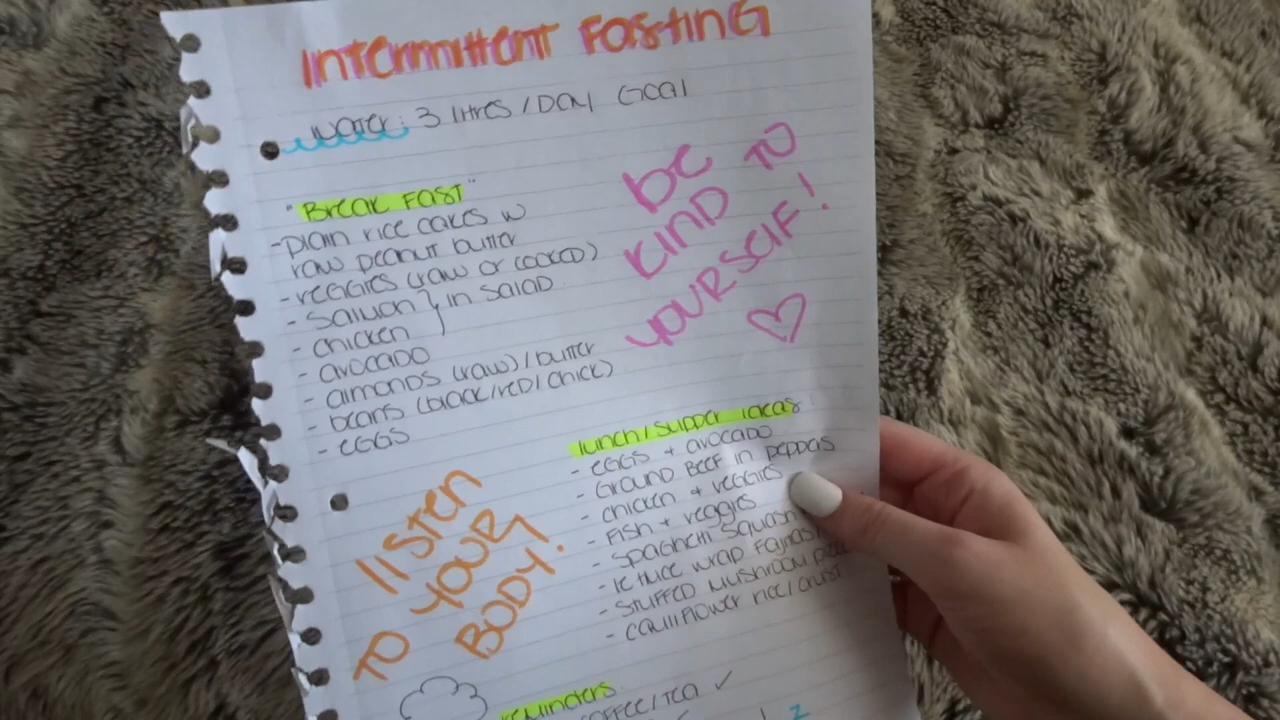 Intermittent Fasting
water: 3 litres/Day Goal
"Break Fast"
- plain rice cakes w
raw peanut butter
- veggies (raw or cooked)
- salmon } in salad
- chicken
- avocado
- almonds (raw)/butter
- beans (black/red/chick)
- eggs
BE
KIND TO
YOURSELF!
lunch/supper ideas:
- eggs + avocado
- Ground Beef in peppers
- chicken + veggies
- Fish + veggies
- spaghetti squash
- lettuce wrap fajitas
- stuffed mushroom
- cauliflower rice/crust
listen
TO YOUR
BODY!
reminders
coffee/tea ✓
z